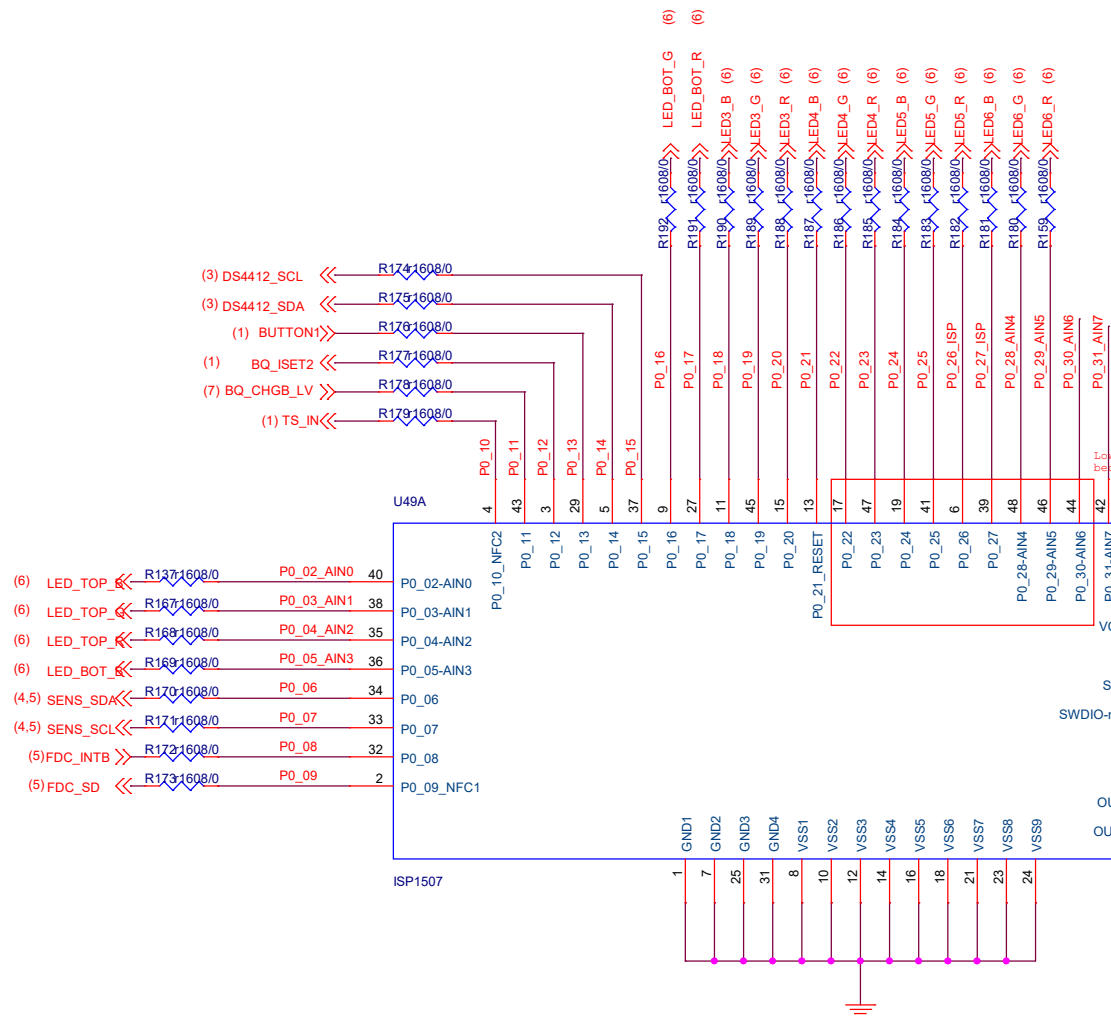 LED_BOT_G (6)
LED_BOT_R (6)
LED3_B (6)
LED3_G (6)
LED3_R (6)
LED4_B (6)
LED4_G (6)
LED4_R (6)
LED5_B (6)
LED5_G (6)
LED5_R (6)
LED6_B (6)
LED6_G (6)
LED6_R (6)
R192 r1608/0
R191 r1608/0
R190 r1608/0
R189 r1608/0
R188 r1608/0
R187 r1608/0
R186 r1608/0
R185 r1608/0
R184 r1608/0
R183 r1608/0
R182 r1608/0
R181 r1608/0
R180 r1608/0
R159 r1608/0
(3) DS4412_SCL R174 r1608/0
(3) DS4412_SDA R175 r1608/0
(1) BUTTON1 R176 r1608/0
(1) BQ_ISET2 R177 r1608/0
(7) BQ_CHGB_LV R178 r1608/0
(1) TS_IN R179 r1608/0
P0_10
P0_11
P0_12
P0_13
P0_14
P0_15
P0_16
P0_17
P0_18
P0_19
P0_20
P0_21
P0_22
P0_23
P0_24
P0_25
P0_26_ISP
P0_27_ISP
P0_28_AIN4
P0_29_AIN5
P0_30_AIN6
P0_31_AIN7
U49A
4
43
3
29
5
37
9
27
11
45
15
13
17
47
19
41
6
39
48
46
44
42
P0_10_NFC2
P0_11
P0_12
P0_13
P0_14
P0_15
P0_16
P0_17
P0_18
P0_19
P0_20
P0_21_RESET
P0_22
P0_23
P0_24
P0_25
P0_26
P0_27
P0_28-AIN4
P0_29-AIN5
P0_30-AIN6
P0_31-AIN7
(6) LED_TOP_B R137 r1608/0 P0_02_AIN0 40 P0_02-AIN0
(6) LED_TOP_G R167 r1608/0 P0_03_AIN1 38 P0_03-AIN1
(6) LED_TOP_R R168 r1608/0 P0_04_AIN2 35 P0_04-AIN2
(6) LED_BOT_B R169 r1608/0 P0_05_AIN3 36 P0_05-AIN3
(4,5) SENS_SDA R170 r1608/0 P0_06 34 P0_06
(4,5) SENS_SCL R171 r1608/0 P0_07 33 P0_07
(5) FDC_INTB R172 r1608/0 P0_08 32 P0_08
(5) FDC_SD R173 r1608/0 P0_09 2 P0_09_NFC1
GND1
GND2
GND3
GND4
VSS1
VSS2
VSS3
VSS4
VSS5
VSS6
VSS7
VSS8
VSS9
1
7
25
31
8
10
12
14
16
18
21
23
24
ISP1507